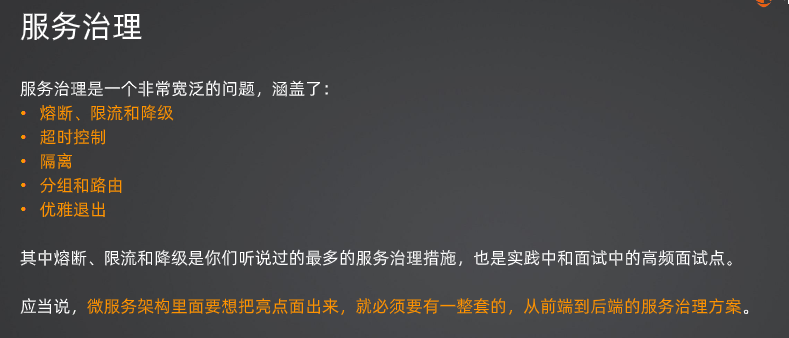 服务治理
服务治理是一个非常宽泛的问题，涵盖了：
• 熔断、限流和降级
• 超时控制
• 隔离
• 分组和路由
• 优雅退出
其中熔断、限流和降级是你们听说过的最多的服务治理措施，也是实践中和面试中的高频面试点。
应当说，微服务架构里面要想把亮点面出来，就必须要有一整套的，从前端到后端的服务治理方案。